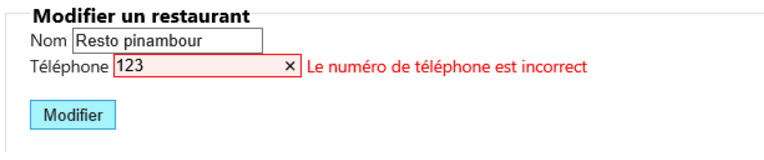 Modifier un restaurant
Nom Resto pinambour
Téléphone 123 × Le numéro de téléphone est incorrect
Modifier